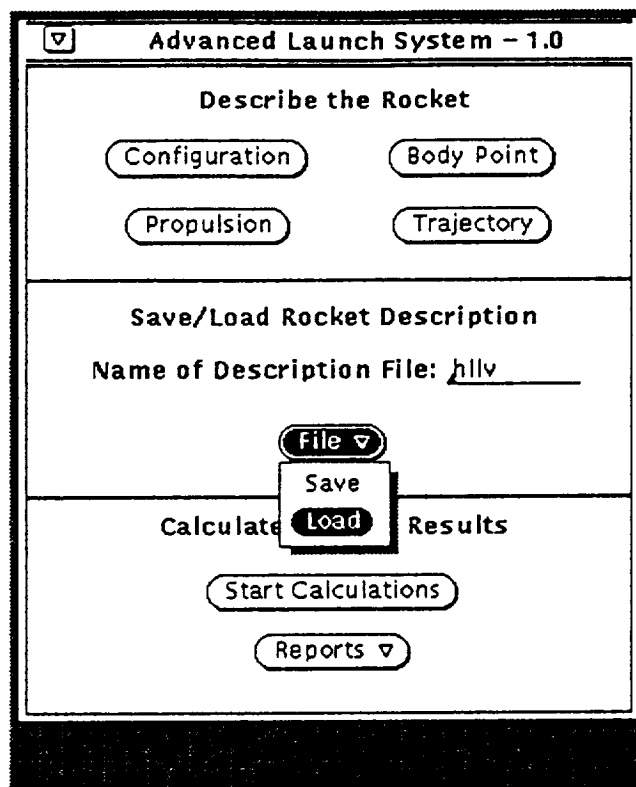 Advanced Launch System - 1.0
Describe the Rocket
Configuration Body Point
Propulsion Trajectory
Save/Load Rocket Description
Name of Description File: hllv
File
Save
Calculate Load Results
Start Calculations
Reports